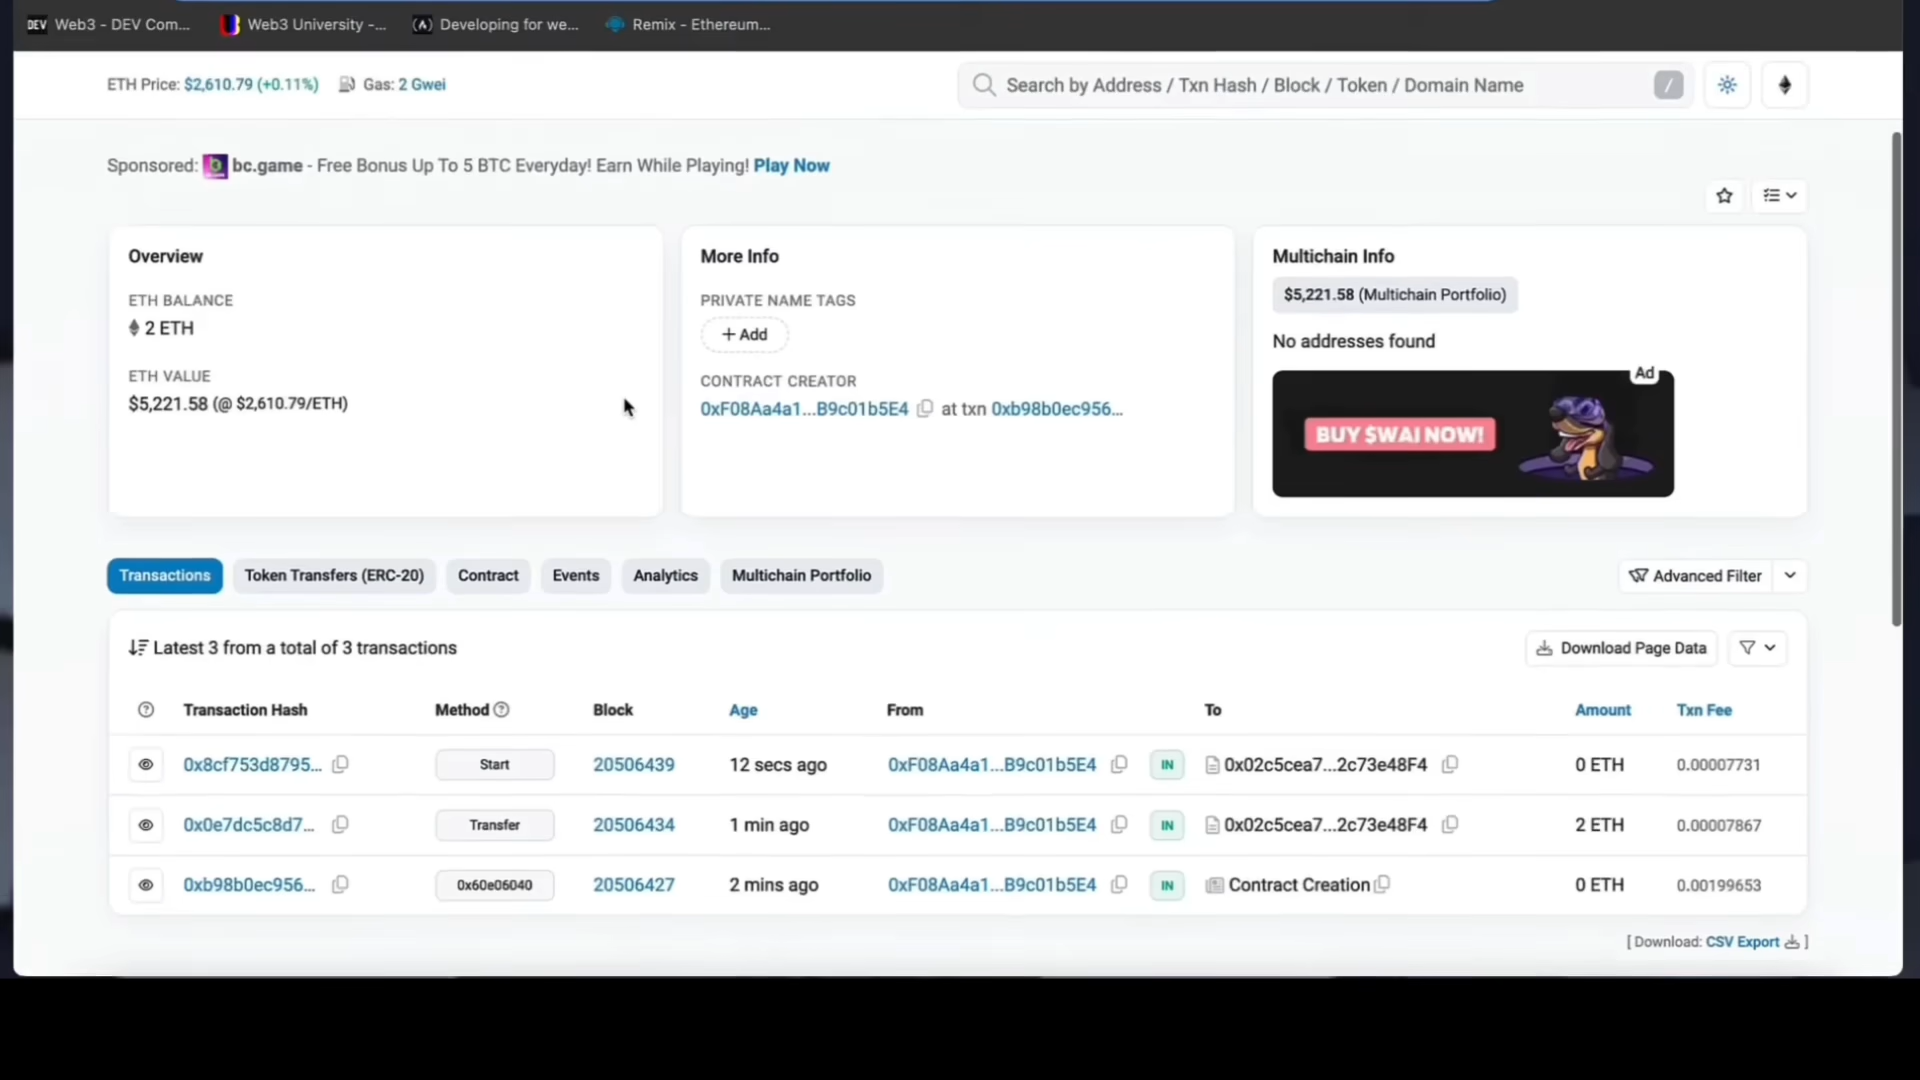 DEV Web3 - DEV Com... Web3 University -... Developing for we... Remix - Ethereum...
ETH Price: $2,610.79 (+0.11%) Gas: 2 Gwei
Search by Address / Txn Hash / Block / Token / Domain Name /
Sponsored: bc.game - Free Bonus Up To 5 BTC Everyday! Earn While Playing! Play Now
Overview
ETH BALANCE
2 ETH
ETH VALUE
$5,221.58 (@ $2,610.79/ETH)
More Info
PRIVATE NAME TAGS
+ Add
CONTRACT CREATOR
0xF08Aa4a1...B9c01b5E4 at txn 0xb98b0ec956...
Multichain Info
$5,221.58 (Multichain Portfolio)
No addresses found
Ad
BUY $WAI NOW!
Transactions Token Transfers (ERC-20) Contract Events Analytics Multichain Portfolio Advanced Filter
Latest 3 from a total of 3 transactions Download Page Data
Transaction Hash Method Block Age From To Amount Txn Fee
0x8cf753d8795... Start 20506439 12 secs ago 0xF08Aa4a1...B9c01b5E4 IN 0x02c5cea7...2c73e48F4 0 ETH 0.00007731
0x0e7dc5c8d7... Transfer 20506434 1 min ago 0xF08Aa4a1...B9c01b5E4 IN 0x02c5cea7...2c73e48F4 2 ETH 0.00007867
0xb98b0ec956... 0x60e06040 20506427 2 mins ago 0xF08Aa4a1...B9c01b5E4 IN Contract Creation 0 ETH 0.00199653
[ Download: CSV Export ]